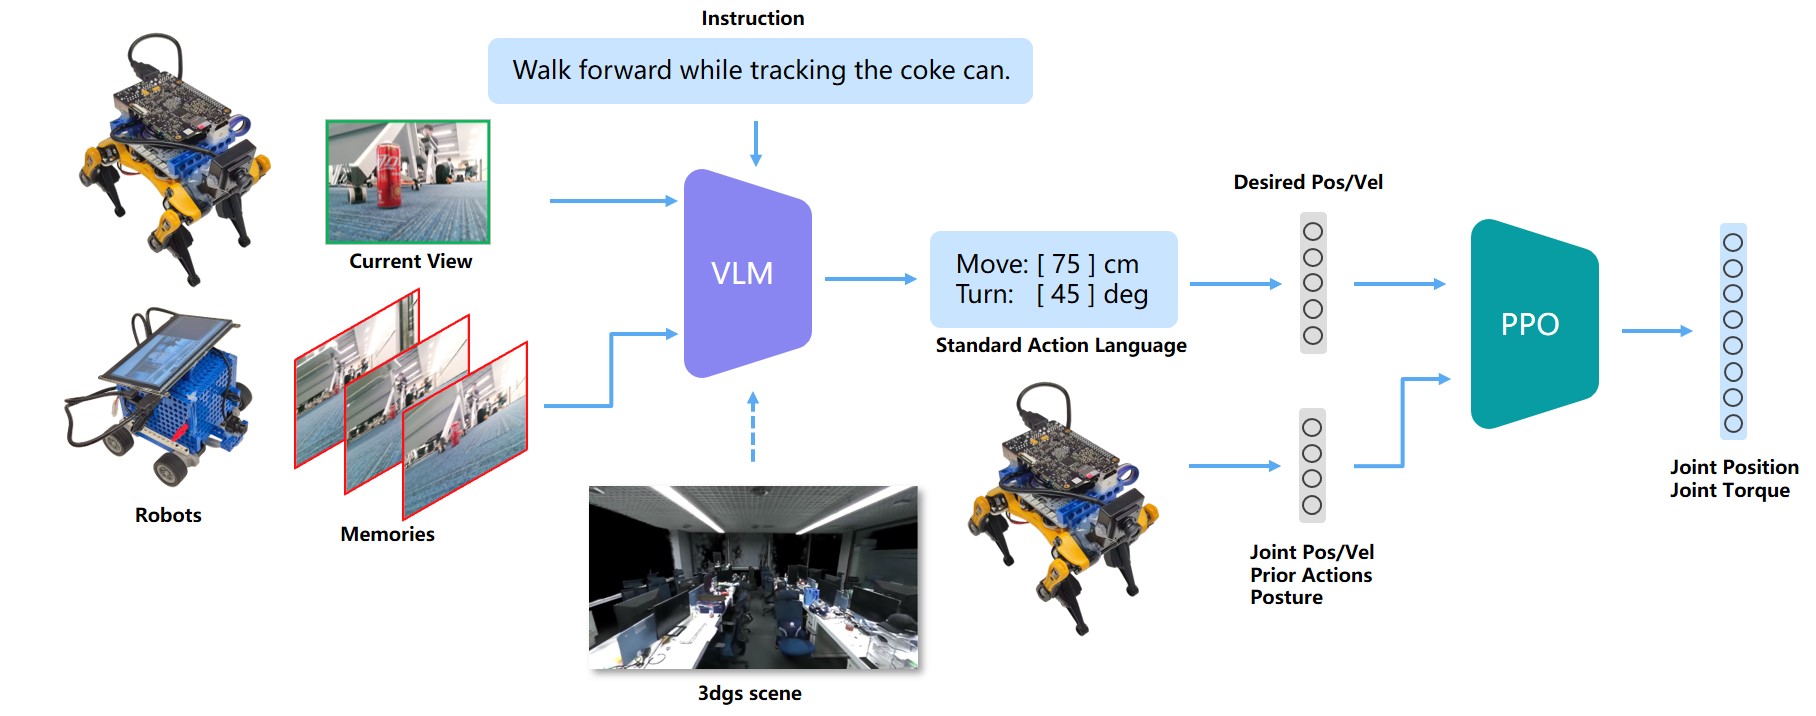 Instruction
Walk forward while tracking the coke can.
Current View
Robots
Memories
VLM
3dgs scene
Move: [ 75 ] cm
Turn: [ 45 ] deg
Standard Action Language
Desired Pos/Vel
Joint Pos/Vel
Prior Actions
Posture
PPO
Joint Position
Joint Torque